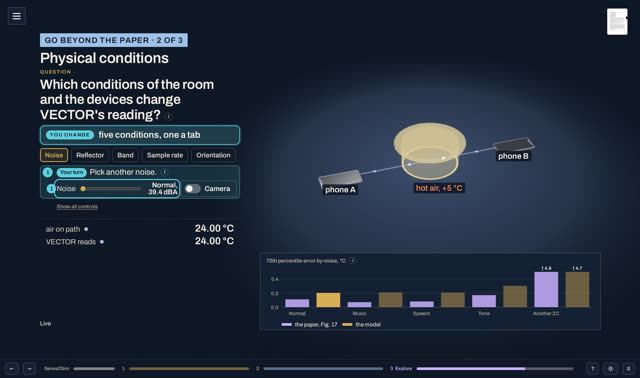 GO BEYOND THE PAPER · 2 OF 3
Physical conditions
QUESTION
Which conditions of the room
and the devices change
VECTOR's reading?
YOU CHANGE five conditions, one a tab
Noise Reflector Band Sample rate Orientation
1 Your turn Pick another noise.
1 Noise Normal, 39.4 dBA Camera
Show all controls
air on path 24.00 °C
VECTOR reads 24.00 °C
Live
phone A
phone B
hot air, +5 °C
75th percentile error by noise, °C
↑ 4.9 ↑ 4.7
0.4
0.2
0.0
Normal Music Speech Tone Another ZC
the paper, Fig. 17 the model
← → Sense2Sint 1 2 3 Explore ?